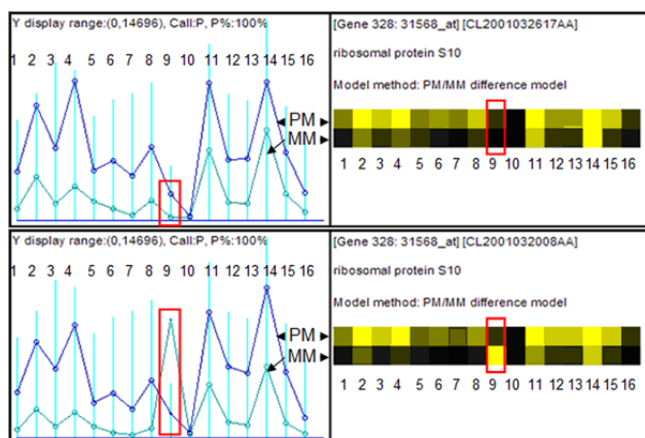 Y display range:(0,14696), Call:P, P%:100%
1 2 3 4 5 6 7 8 9 10 11 12 13 14 15 16
PM
MM
[Gene 328: 31568_at] [CL2001032617AA]
ribosomal protein S10
Model method: PM/MM difference model
1 2 3 4 5 6 7 8 9 10 11 12 13 14 15 16
Y display range:(0,14696), Call:P, P%:100%
1 2 3 4 5 6 7 8 9 10 11 12 13 14 15 16
PM
MM
[Gene 328: 31568_at] [CL2001032008AA]
ribosomal protein S10
Model method: PM/MM difference model
1 2 3 4 5 6 7 8 9 10 11 12 13 14 15 16